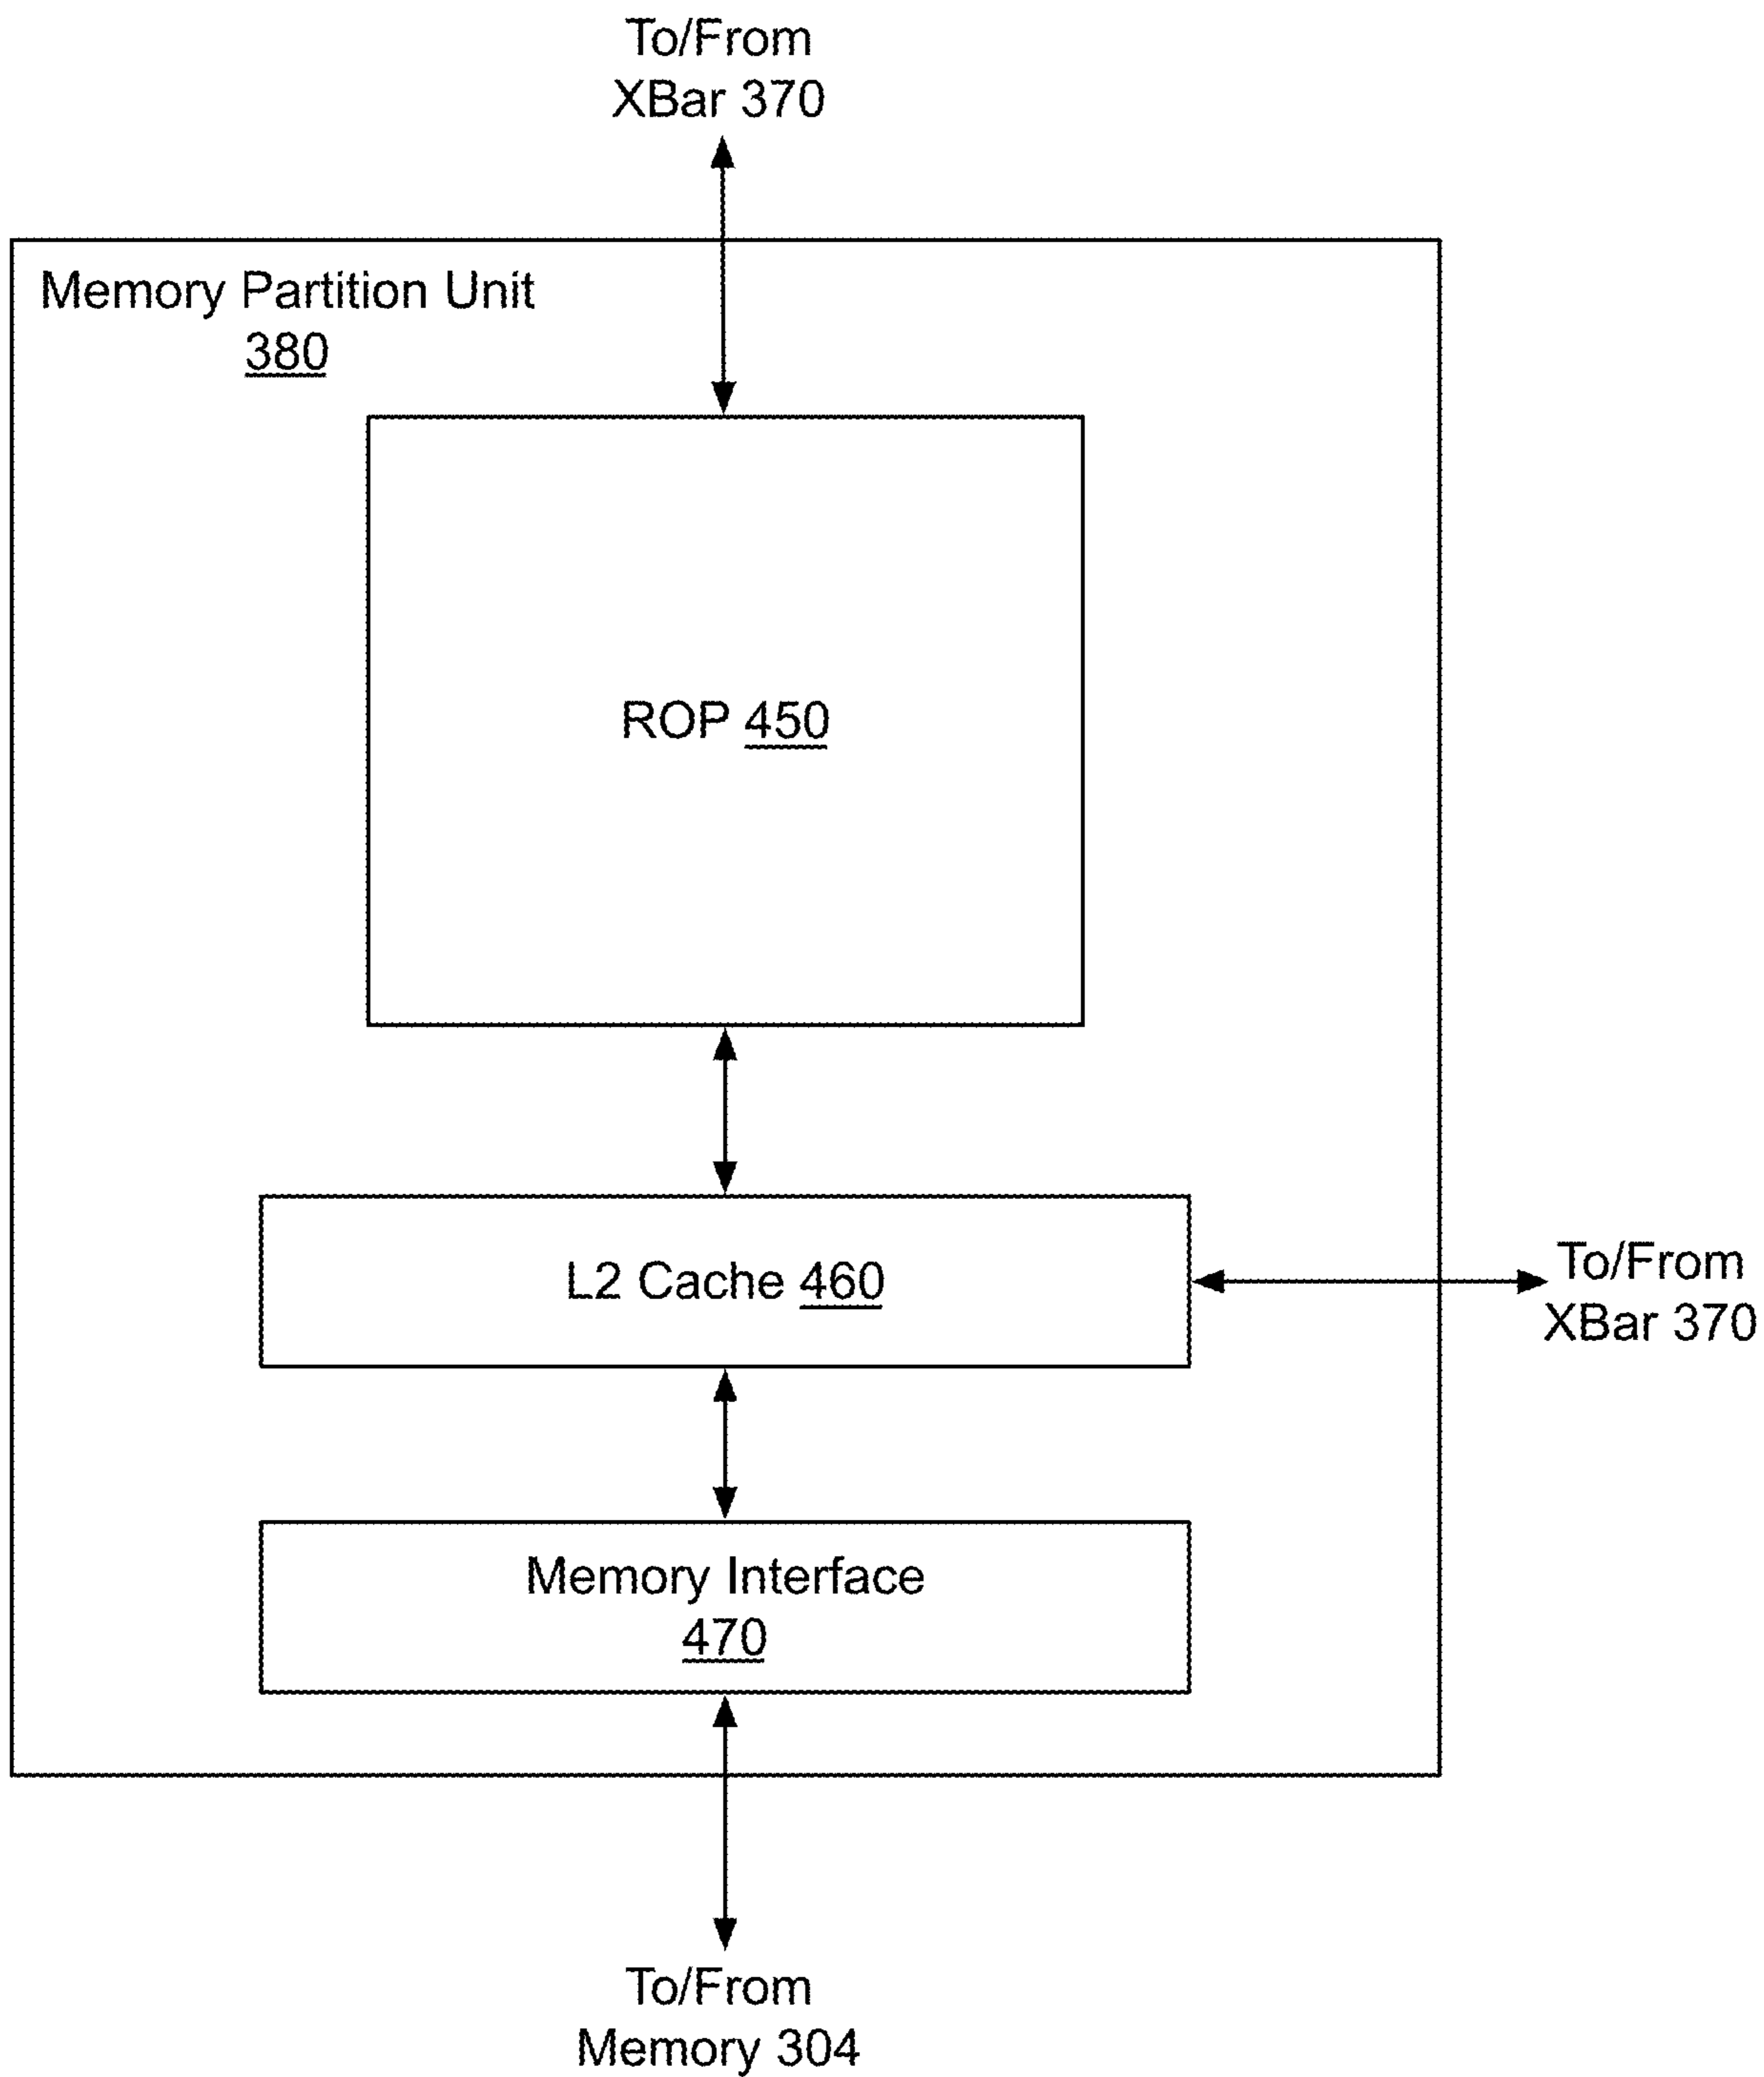 To/From
XBar 370
Memory Partition Unit
380
ROP 450
L2 Cache 460
To/From
XBar 370
Memory Interface
470
To/From
Memory 304